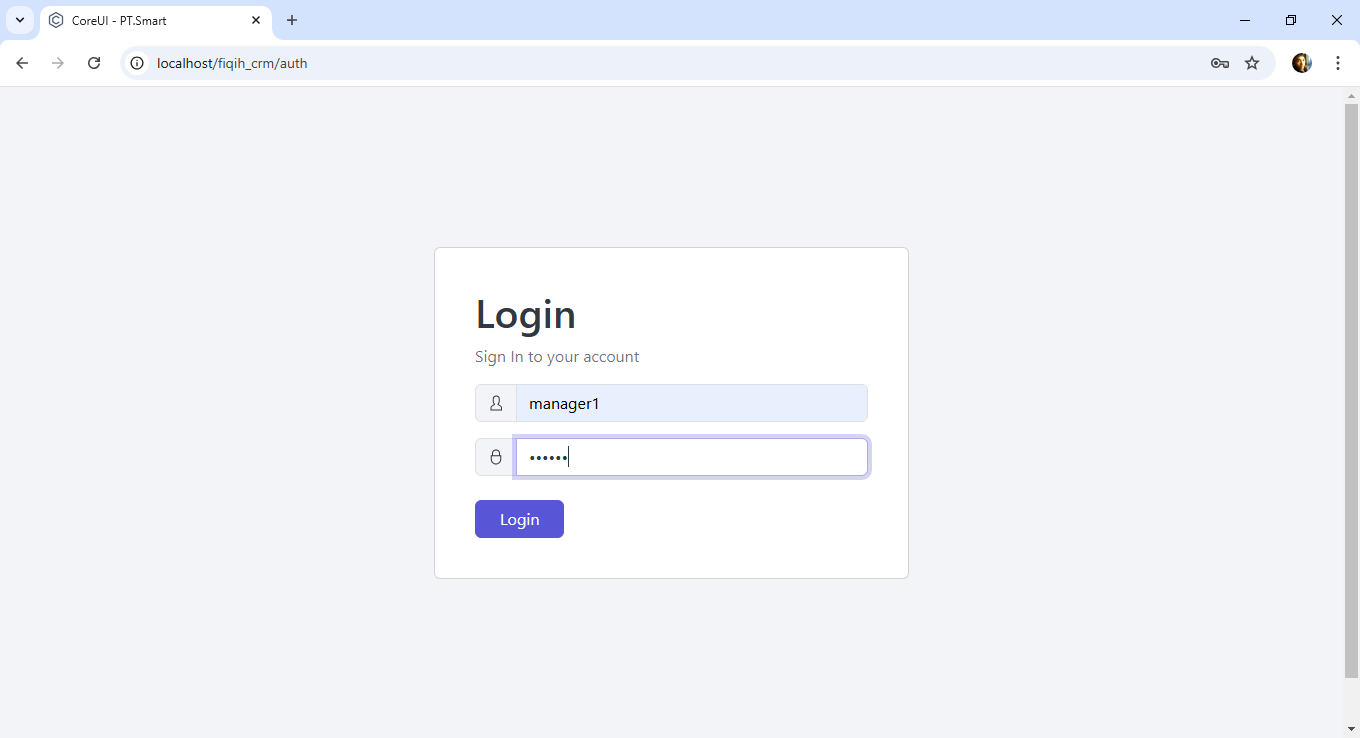 CoreUI - PT.Smart
localhost/fiqih_crm/auth
Login
Sign In to your account
manager1
••••••
Login